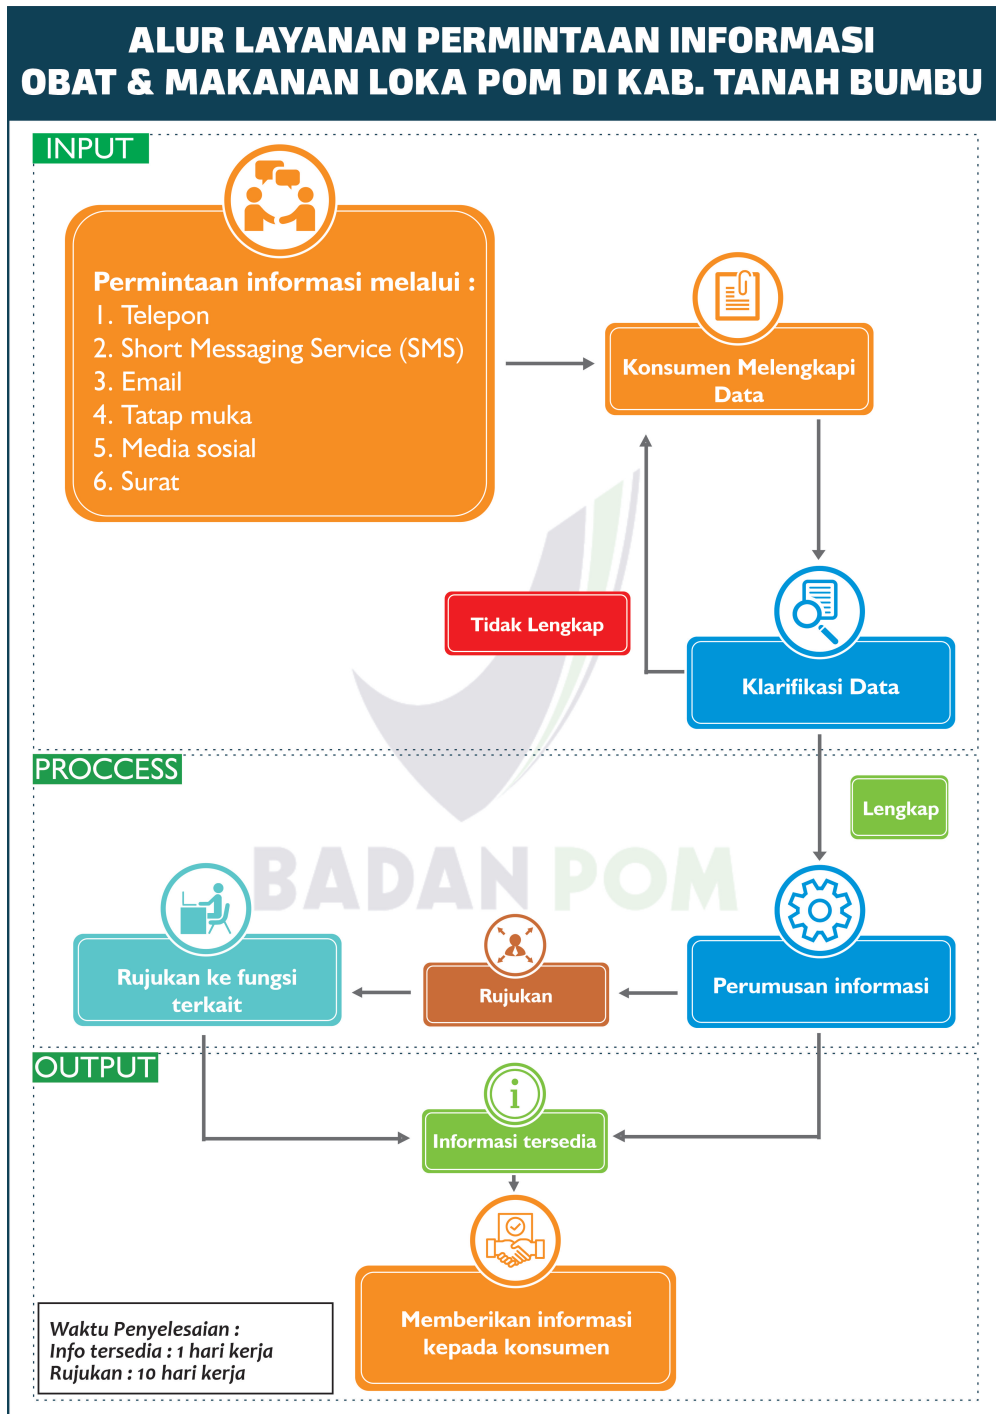 ALUR LAYANAN PERMINTAAN INFORMASI
OBAT & MAKANAN LOKA POM DI KAB. TANAH BUMBU
INPUT
Permintaan informasi melalui :
1. Telepon
2. Short Messaging Service (SMS)
3. Email
4. Tatap muka
5. Media sosial
6. Surat
Konsumen Melengkapi
Data
Tidak Lengkap
Klarifikasi Data
PROCCESS
Lengkap
BADAN POM
Rujukan ke fungsi
terkait
Rujukan
Perumusan informasi
OUTPUT
i
Informasi tersedia
Memberikan informasi
kepada konsumen
Waktu Penyelesaian :
Info tersedia : 1 hari kerja
Rujukan : 10 hari kerja